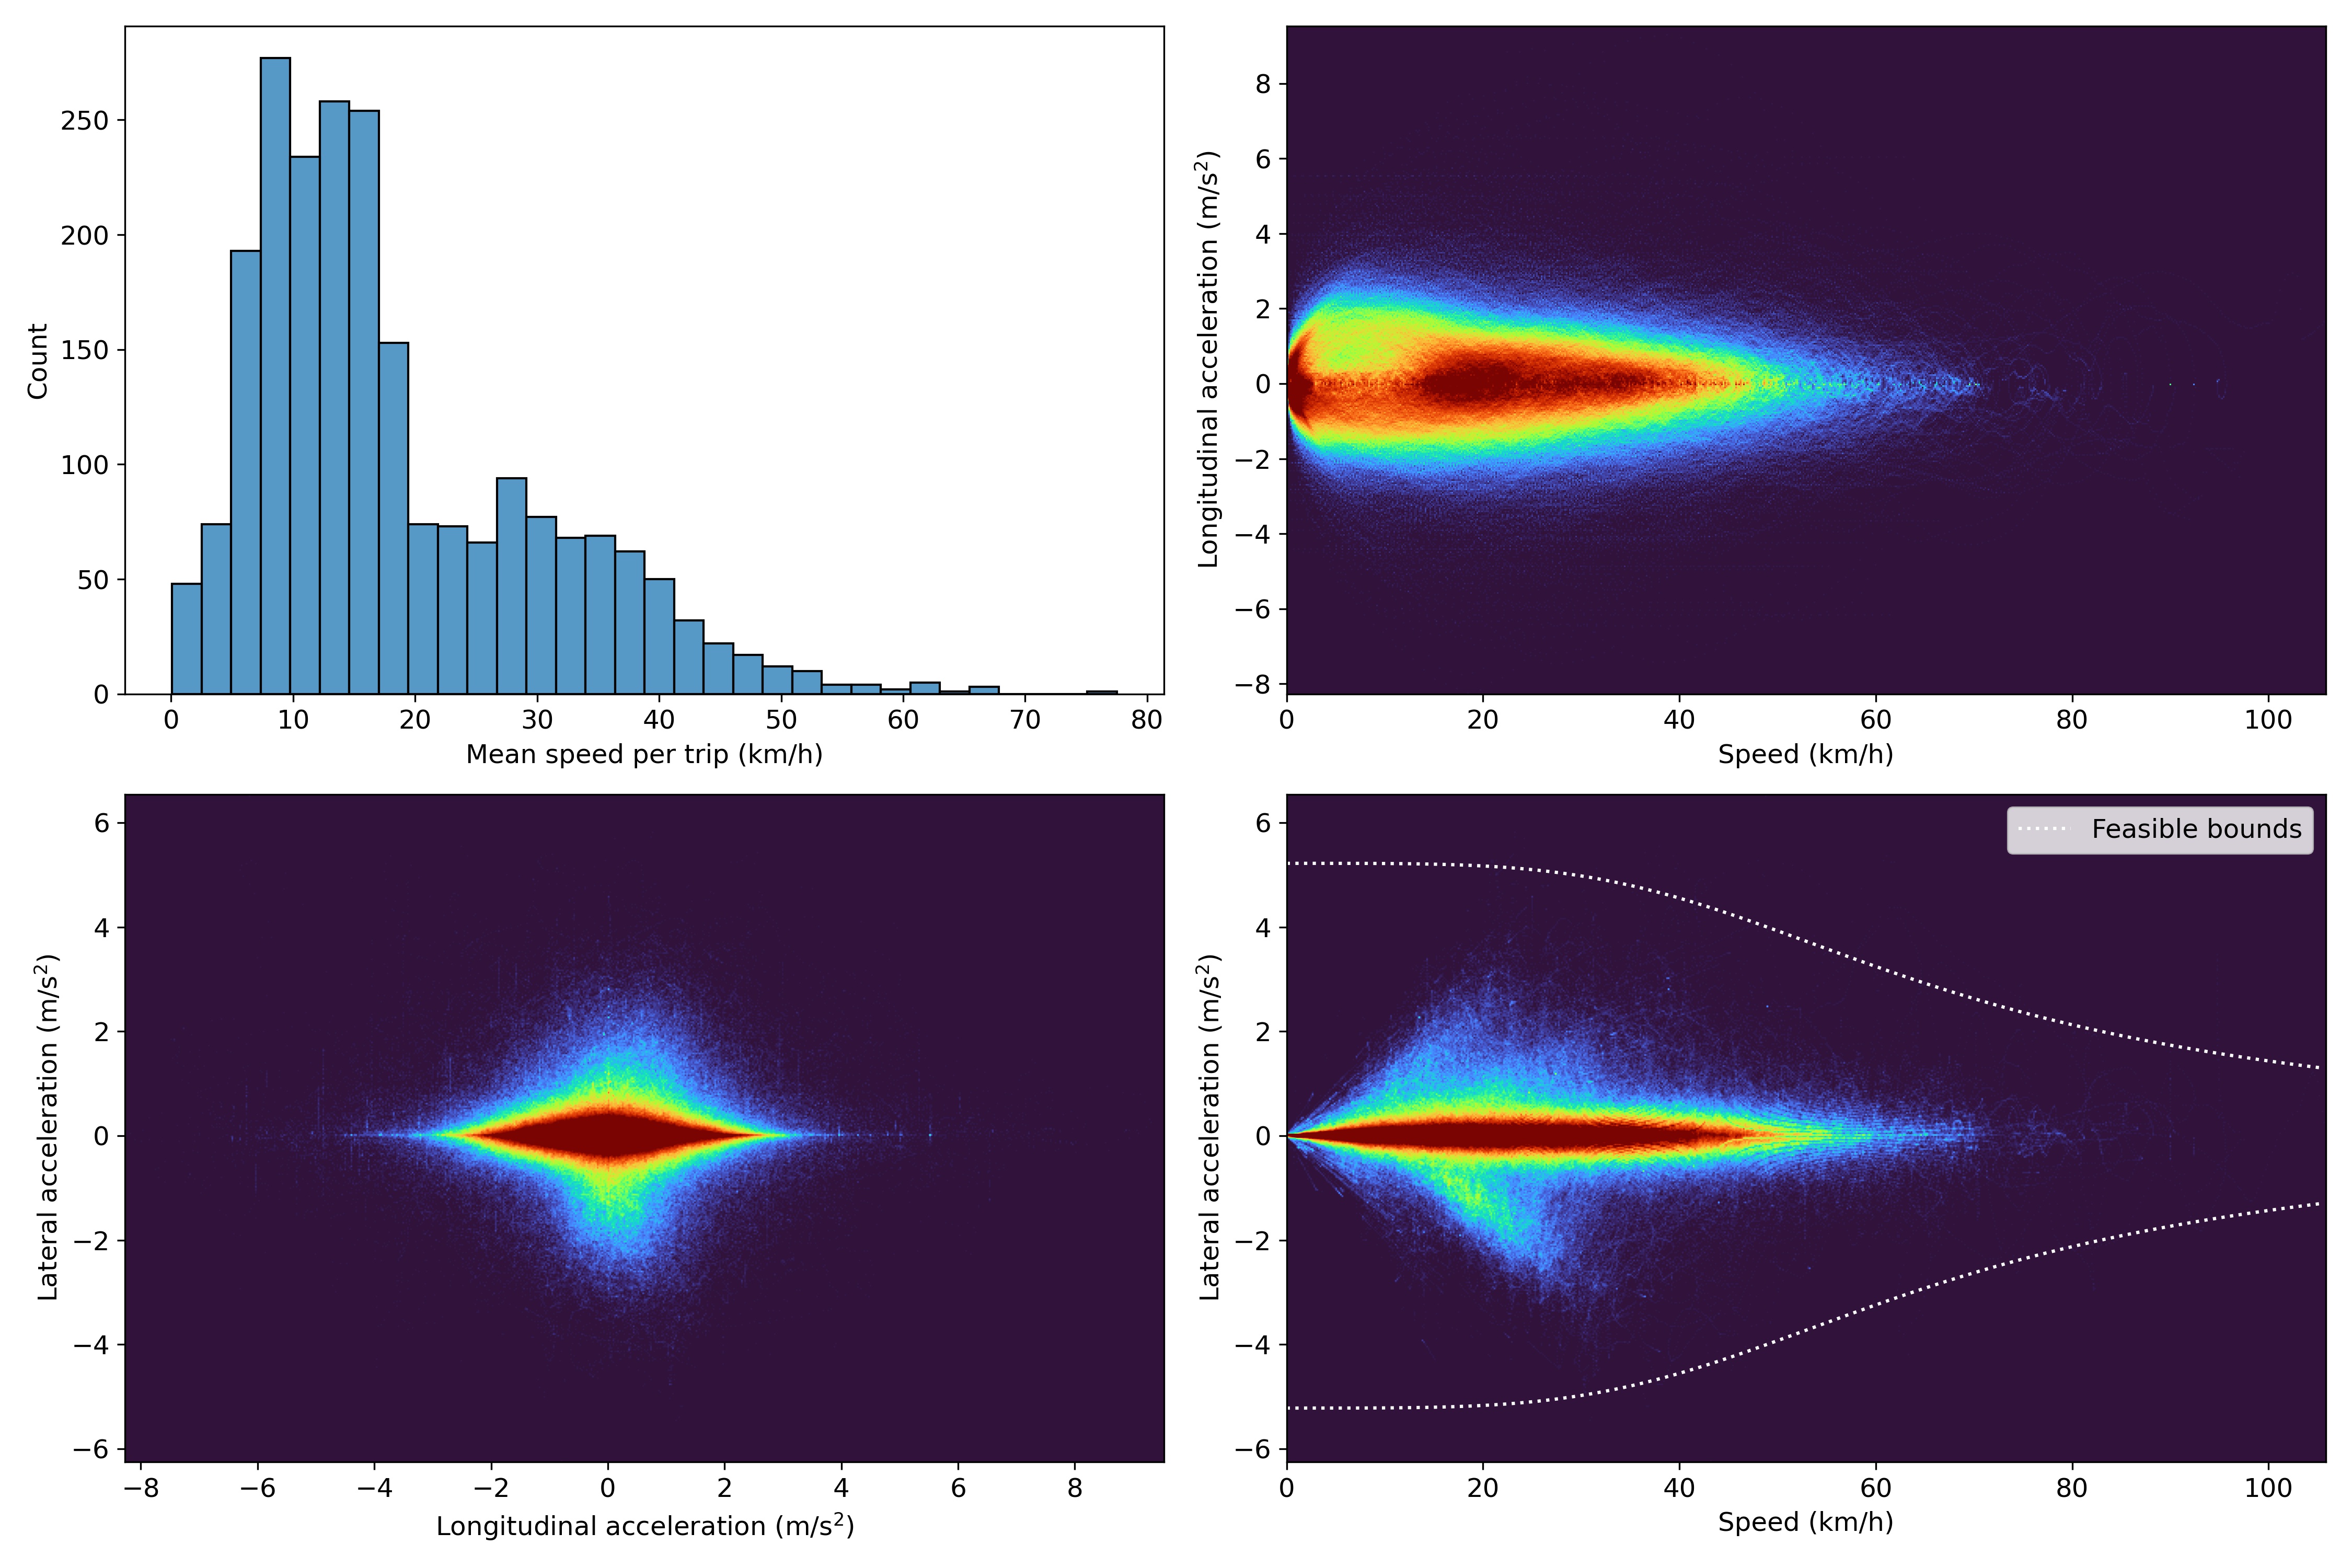 250
200
150
100
50
0
Count
0 10 20 30 40 50 60 70 80
Mean speed per trip (km/h)
8
6
4
2
0
−2
−4
−6
−8
Longitudinal acceleration (m/s²)
0 20 40 60 80 100
Speed (km/h)
6
4
2
0
−2
−4
−6
Lateral acceleration (m/s²)
−8 −6 −4 −2 0 2 4 6 8
Longitudinal acceleration (m/s²)
Feasible bounds
6
4
2
0
−2
−4
−6
Lateral acceleration (m/s²)
0 20 40 60 80 100
Speed (km/h)